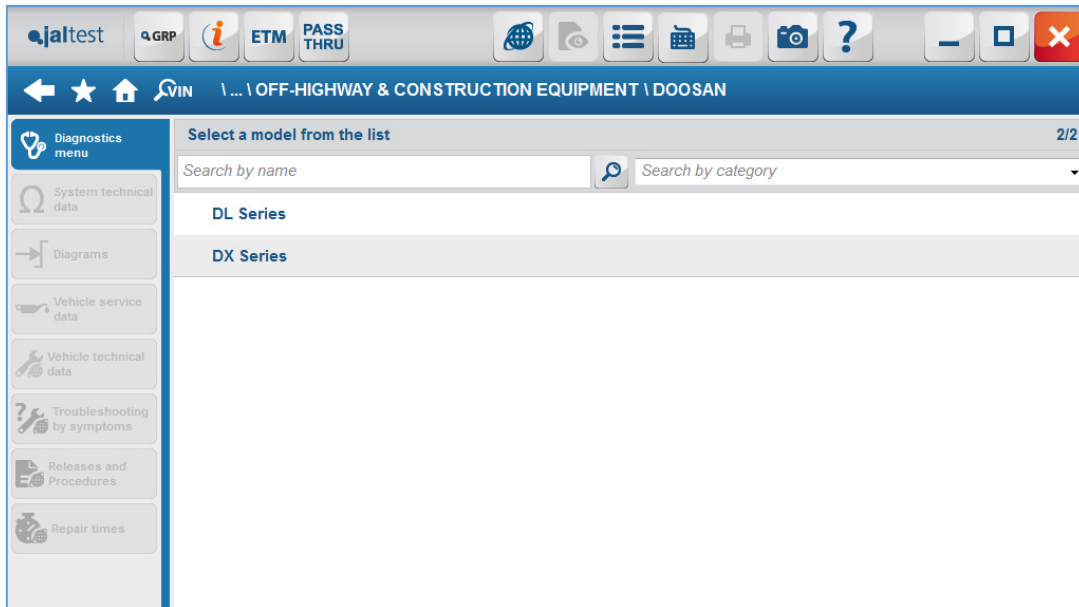 jaltest
GRP
i
ETM
PASS
THRU
?
VIN
\ ... \ OFF-HIGHWAY & CONSTRUCTION EQUIPMENT \ DOOSAN
Diagnostics
menu
System technical
data
Diagrams
Vehicle service
data
Vehicle technical
data
Troubleshooting
by symptoms
Releases and
Procedures
Repair times
Select a model from the list
2/2
Search by name
Search by category
DL Series
DX Series